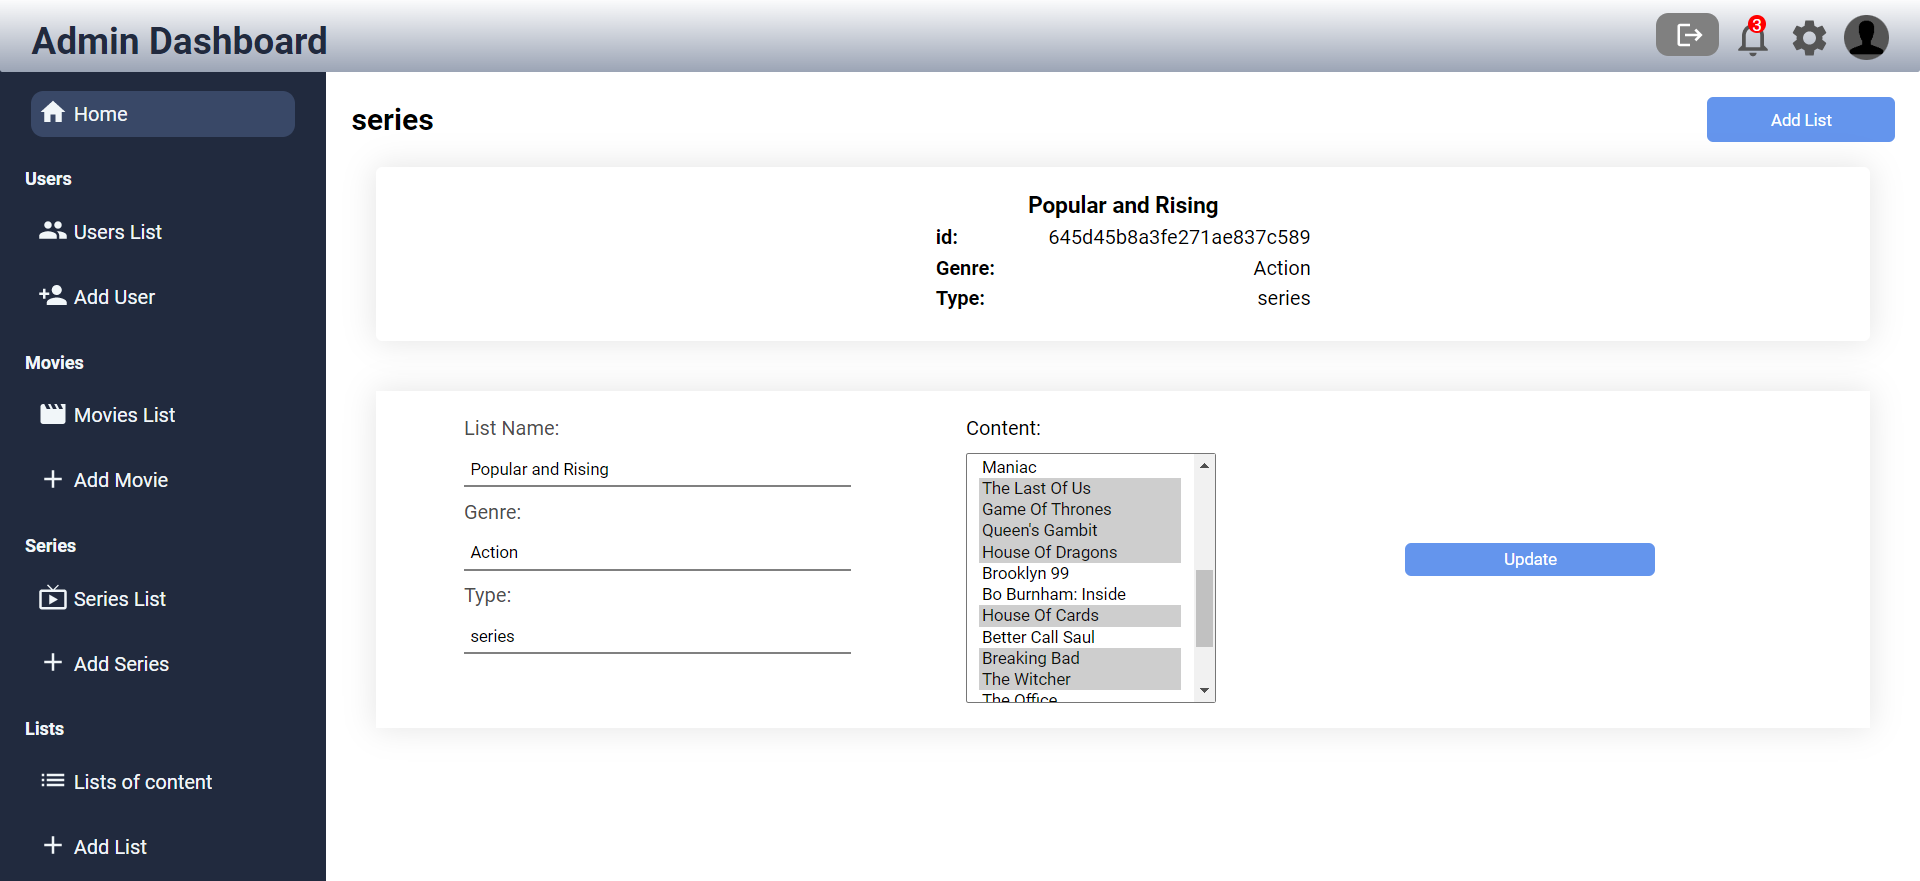 Admin Dashboard
3
Home
Users
Users List
Add User
Movies
Movies List
Add Movie
Series
Series List
Add Series
Lists
Lists of content
Add List
series
Add List
Popular and Rising
id: 645d45b8a3fe271ae837c589
Genre: Action
Type: series
List Name:
Popular and Rising
Genre:
Action
Type:
series
Content:
Maniac
The Last Of Us
Game Of Thrones
Queen's Gambit
House Of Dragons
Brooklyn 99
Bo Burnham: Inside
House Of Cards
Better Call Saul
Breaking Bad
The Witcher
The Office
Update